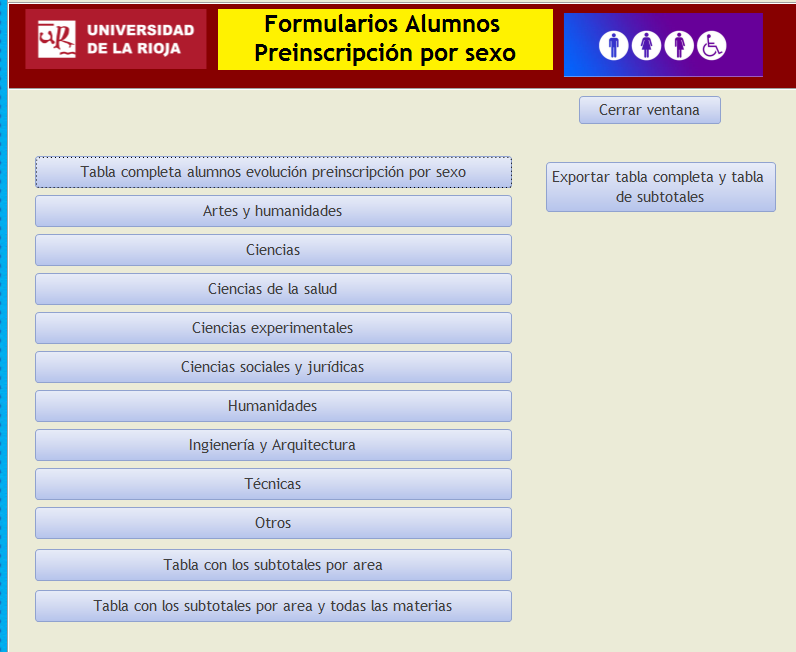 UNIVERSIDAD
DE LA RIOJA
Formularios Alumnos
Preinscripción por sexo
Cerrar ventana
Tabla completa alumnos evolución preinscripción por sexo
Exportar tabla completa y tabla
de subtotales
Artes y humanidades
Ciencias
Ciencias de la salud
Ciencias experimentales
Ciencias sociales y jurídicas
Humanidades
Ingienería y Arquitectura
Técnicas
Otros
Tabla con los subtotales por area
Tabla con los subtotales por area y todas las materias